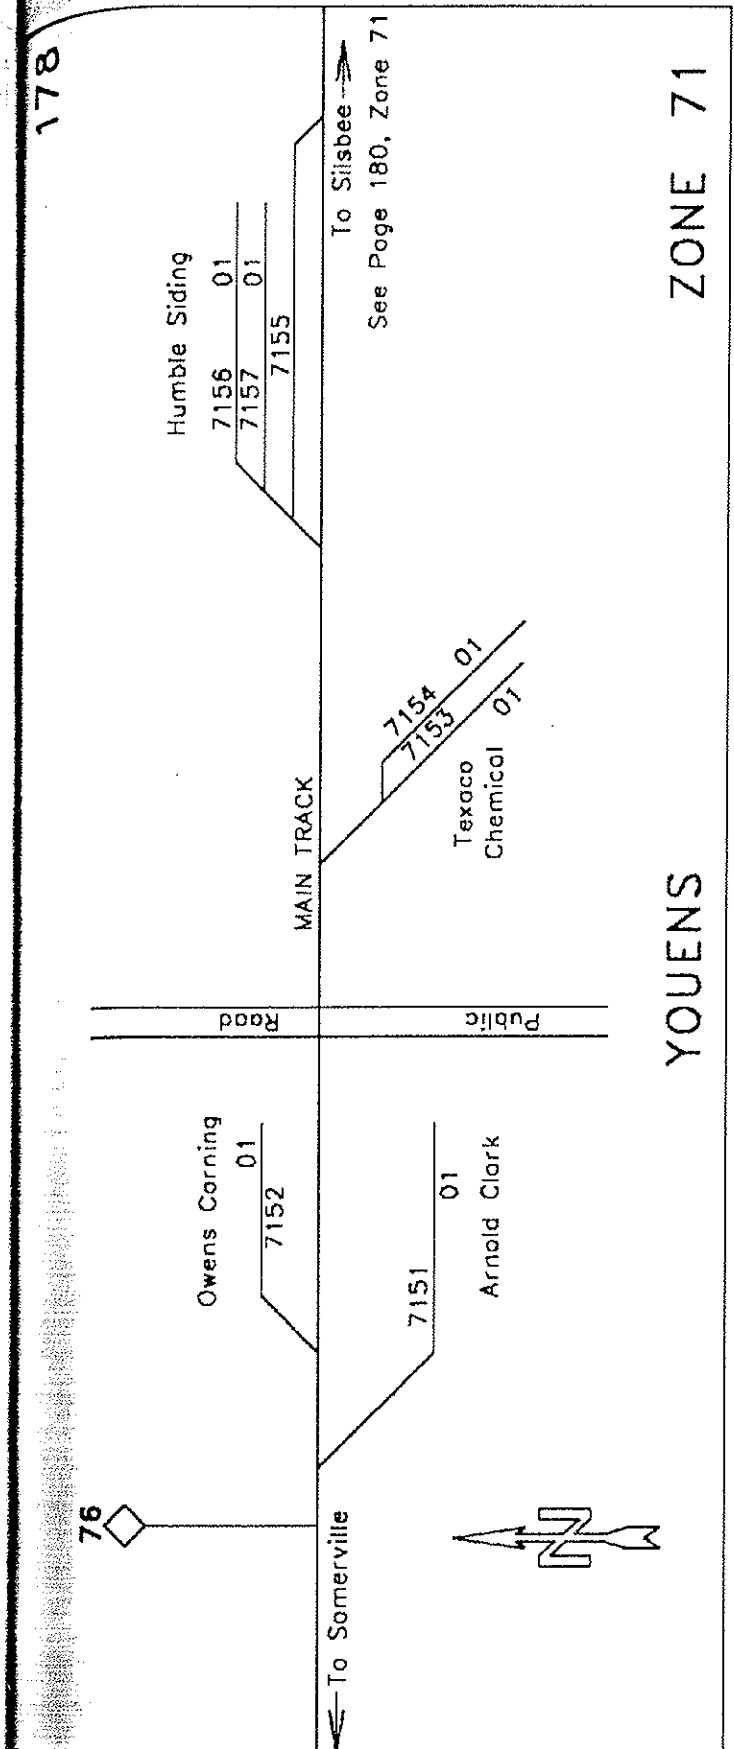 178
76
To Somerville
Owens Corning
01
7152
7151
01
Arnold Clark
Road
Public
MAIN TRACK
Texaco
Chemical
7154 01
7153 01
Humble Siding
7156 01
7157 01
7155
To Silsbee
See Page 180, Zone 71
N
YOUENS
ZONE 71